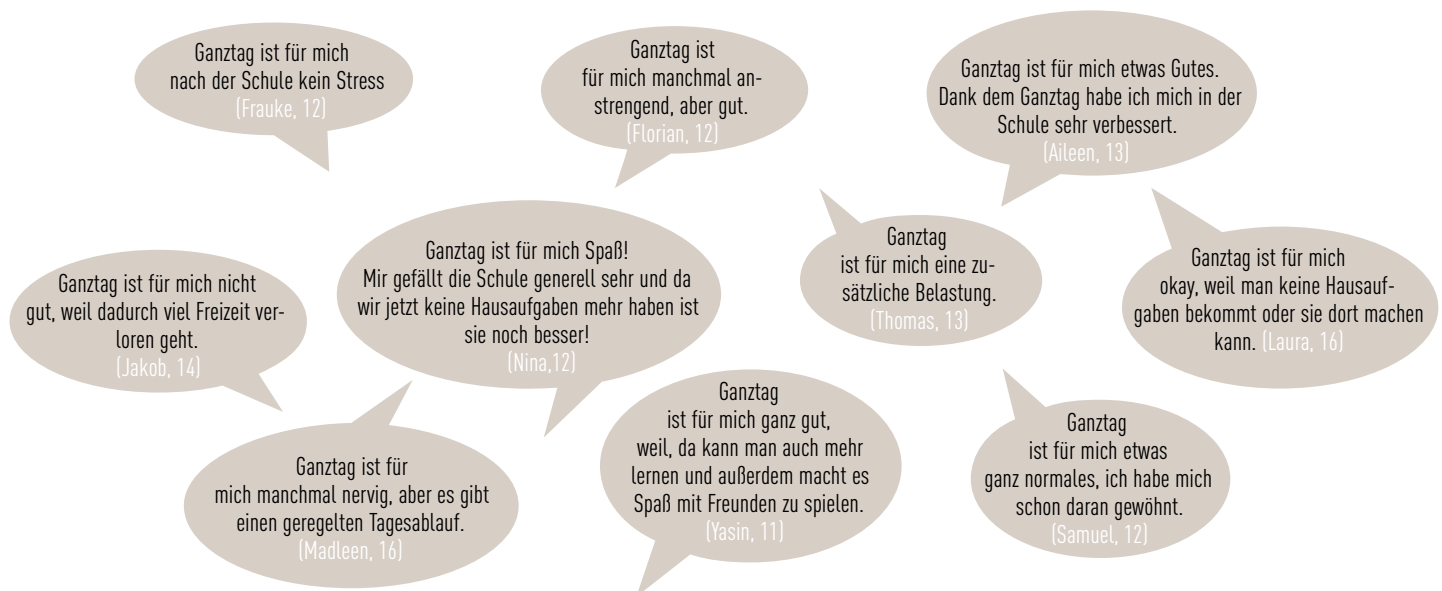 Ganztag ist für mich
nach der Schule kein Stress
(Frauke, 12)
Ganztag ist
für mich manchmal an-
strengend, aber gut.
(Florian, 12)
Ganztag ist für mich etwas Gutes.
Dank dem Ganztag habe ich mich in der
Schule sehr verbessert.
(Aileen, 13)
Ganztag ist für mich nicht
gut, weil dadurch viel Freizeit ver-
loren geht.
(Jakob, 14)
Ganztag ist für mich Spaß!
Mir gefällt die Schule generell sehr und da
wir jetzt keine Hausaufgaben mehr haben ist
sie noch besser!
(Nina,12)
Ganztag
ist für mich eine zu-
sätzliche Belastung.
(Thomas, 13)
Ganztag ist für mich
okay, weil man keine Hausauf-
gaben bekommt oder sie dort machen
kann. (Laura, 16)
Ganztag ist für
mich manchmal nervig, aber es gibt
einen geregelten Tagesablauf.
(Madleen, 16)
Ganztag
ist für mich ganz gut,
weil, da kann man auch mehr
lernen und außerdem macht es
Spaß mit Freunden zu spielen.
(Yasin, 11)
Ganztag
ist für mich etwas
ganz normales, ich habe mich
schon daran gewöhnt.
(Samuel, 12)